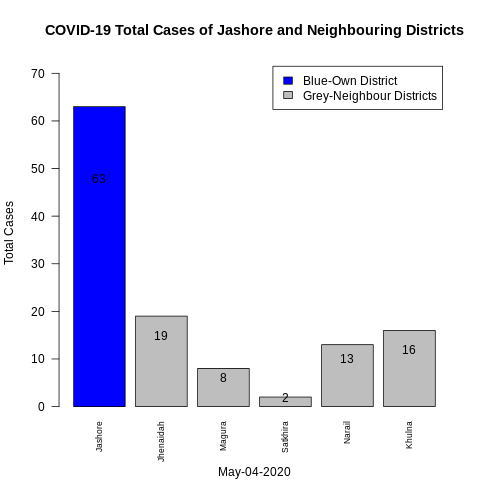 COVID-19 Total Cases of Jashore and Neighbouring Districts
Blue-Own District
Grey-Neighbour Districts
Total Cases
70
60
50
40
30
20
10
0
63
19
8
2
13
16
Jashore
Jhenaidah
Magura
Satkhira
Narail
Khulna
May-04-2020